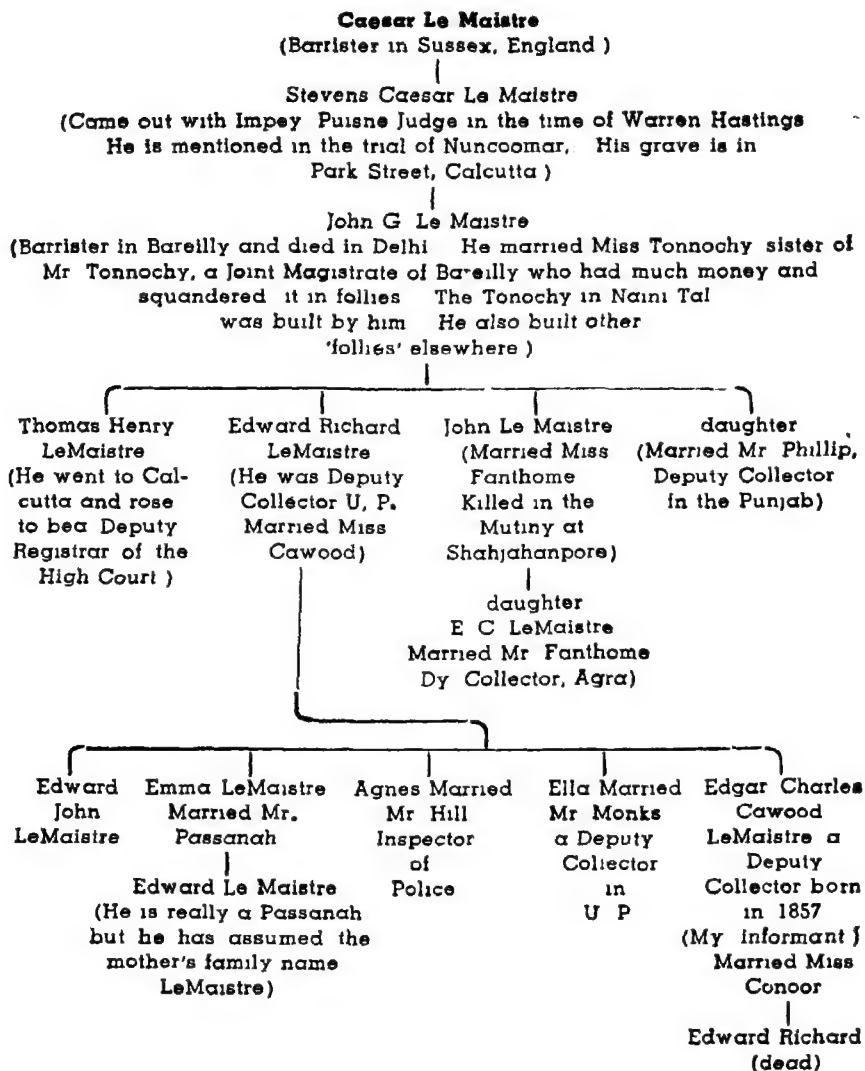 Caesar Le Maistre
(Barrister in Sussex, England )
Stevens Caesar Le Maistre
(Came out with Impey Puisne Judge in the time of Warren Hastings
He is mentioned in the trial of Nuncoomar, His grave is in
Park Street, Calcutta )
John G Le Maistre
(Barrister in Bareilly and died in Delhi He married Miss Tonnochy sister of
Mr Tonnochy, a Joint Magistrate of Bareilly who had much money and
squandered it in follies The Tonochy in Naini Tal
was built by him He also built other
'follies' elsewhere )
Thomas Henry
LeMaistre
(He went to Cal-
cutta and rose
to bea Deputy
Registrar of the
High Court )
Edward Richard
LeMaistre
(He was Deputy
Collector U, P.
Married Miss
Cawood)
John Le Maistre
(Married Miss
Fanthome
Killed in the
Mutiny at
Shahjahanpore)
daughter
E C LeMaistre
Married Mr Fanthome
Dy Collector, Agra)
daughter
(Married Mr Phillip,
Deputy Collector
in the Punjab)
Edward
John
LeMaistre
Emma LeMaistre
Married Mr.
Passanah
Edward Le Maistre
(He is really a Passanah
but he has assumed the
mother's family name
LeMaistre)
Agnes Married
Mr Hill
Inspector
of
Police
Ella Married
Mr Monks
a Deputy
Collector
in
U P
Edgar Charles
Cawood
LeMaistre a
Deputy
Collector born
in 1857
(My informant )
Married Miss
Conoor
Edward Richard
(dead)